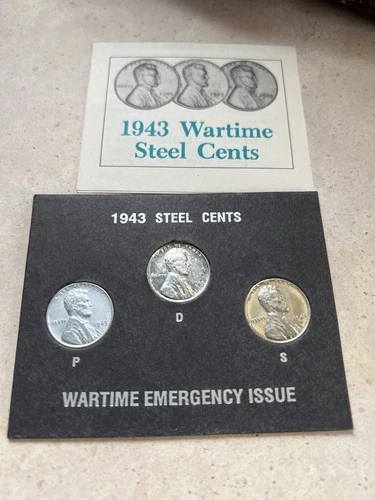 1943 Wartime
Steel Cents
1943 STEEL CENTS
D
P
S
WARTIME EMERGENCY ISSUE